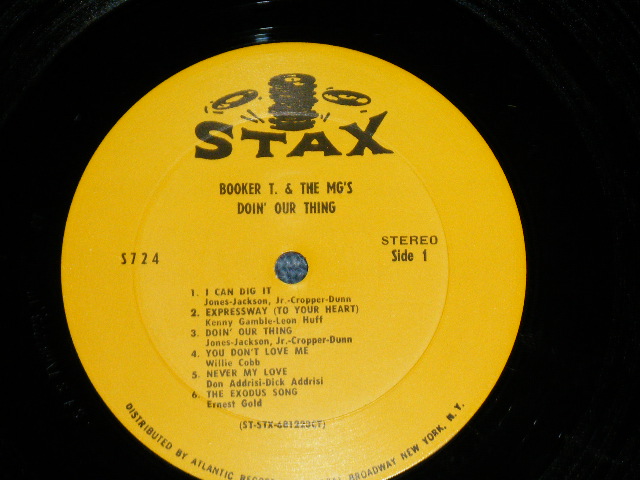 STAX
BOOKER T. & THE MG'S
DOIN' OUR THING
STEREO
S724
Side 1
1. I CAN DIG IT
Jones-Jackson, Jr.-Cropper-Dunn
2. EXPRESSWAY (TO YOUR HEART)
Kenny Gamble-Leon Huff
3. DOIN' OUR THING
Jones-Jackson, Jr.-Cropper-Dunn
4. YOU DON'T LOVE ME
Willie Cobb
5. NEVER MY LOVE
Don Addrisi-Dick Addrisi
6. THE EXODUS SONG
Ernest Gold
DISTRIBUTED BY ATLANTIC BROADWAY NEW YORK, N. Y.